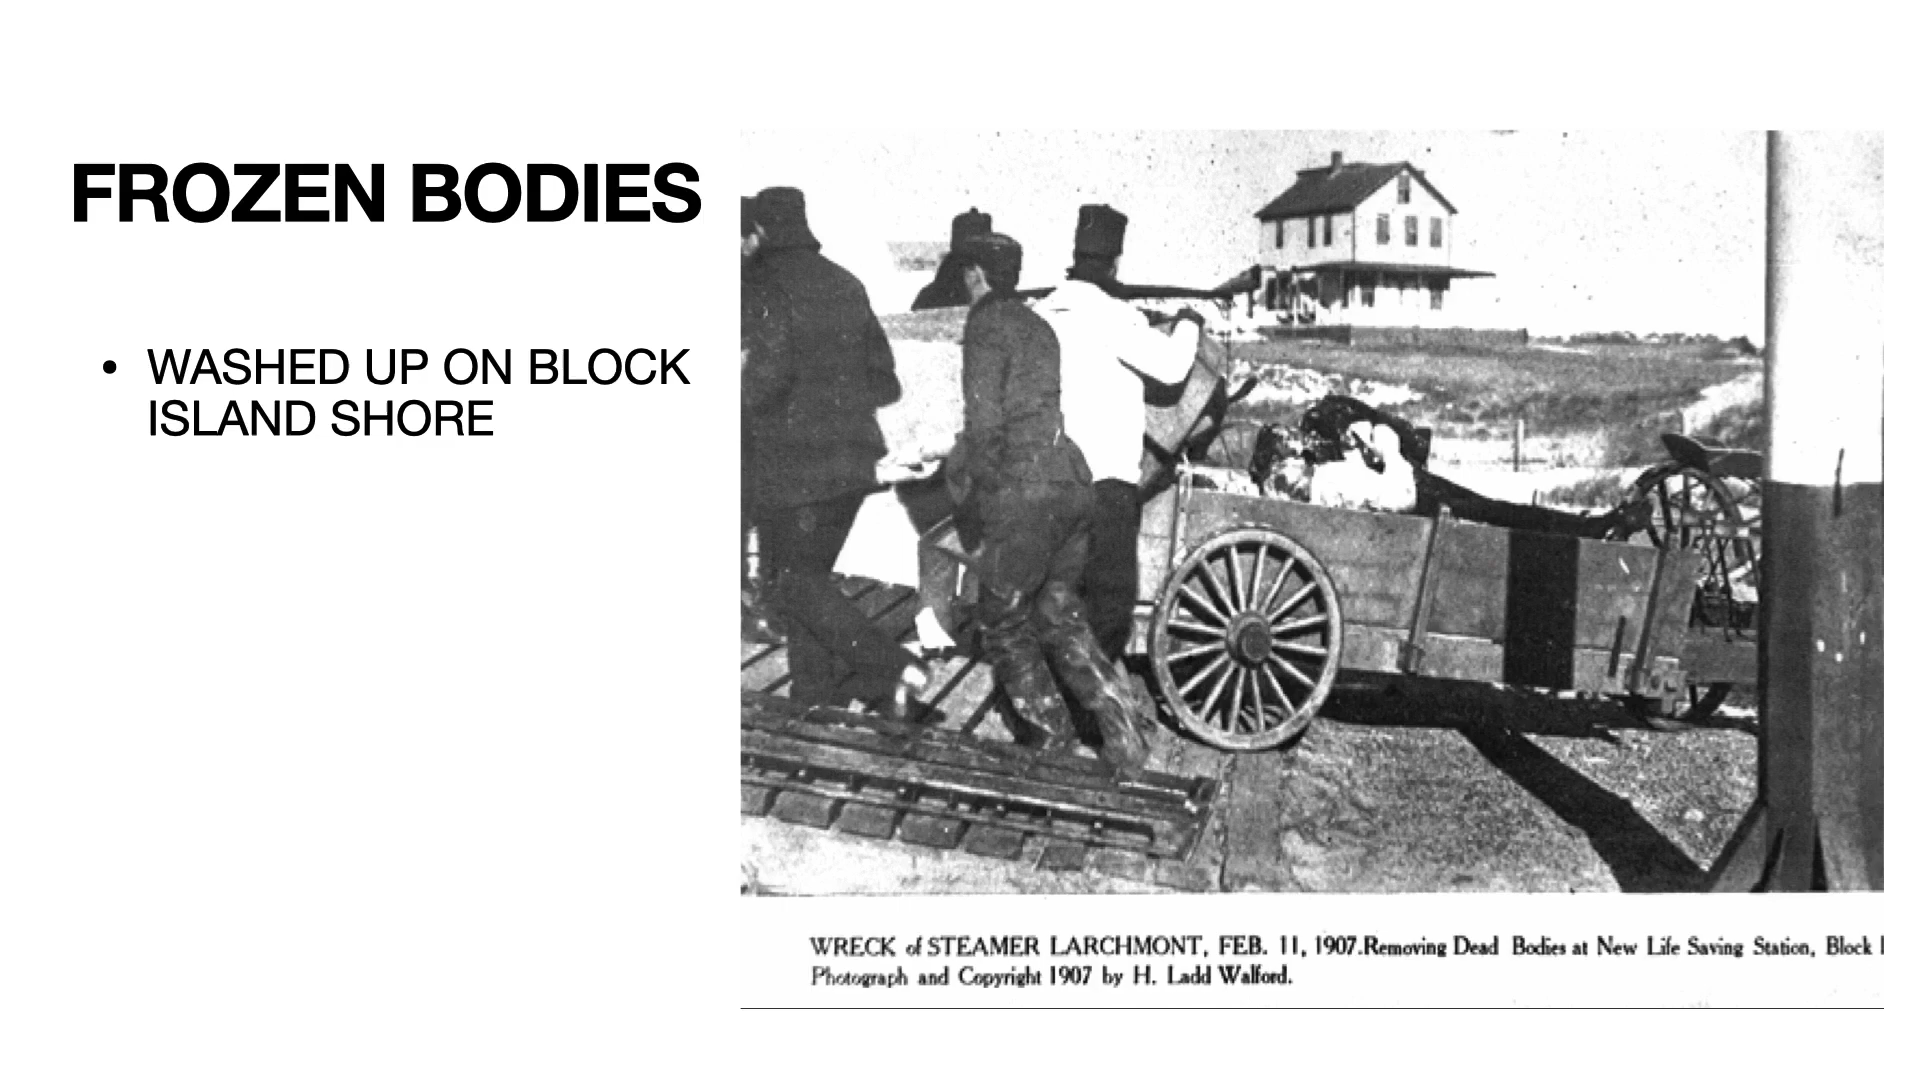 FROZEN BODIES
• WASHED UP ON BLOCK
ISLAND SHORE
WRECK of STEAMER LARCHMONT, FEB. 11, 1907.Removing Dead Bodies at New Life Saving Station, Block
Photograph and Copyright 1907 by H. Ladd Walford.